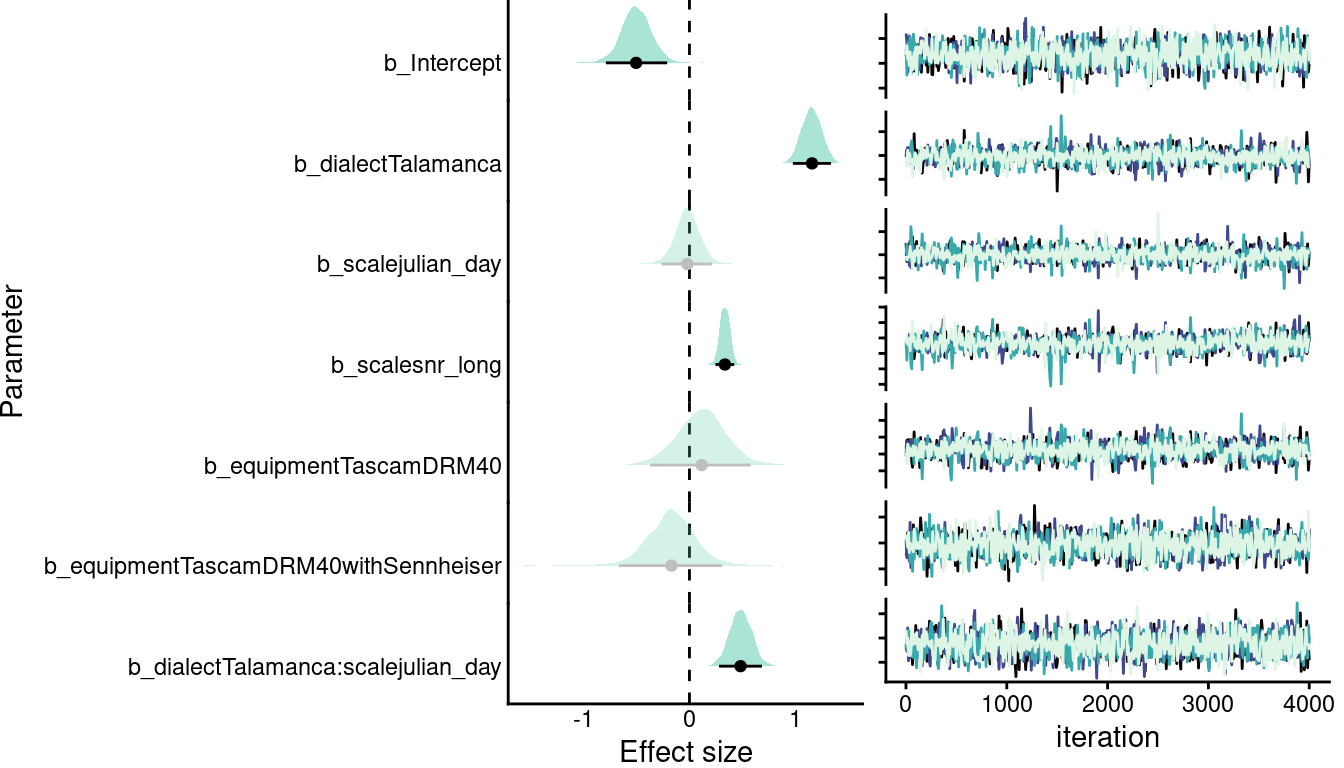 Parameter
b_Intercept
b_dialectTalamanca
b_scalejulian_day
b_scalesnr_long
b_equipmentTascamDRM40
b_equipmentTascamDRM40withSennheiser
b_dialectTalamanca:scalejulian_day
-1 0 1
Effect size
0 1000 2000 3000 4000
iteration